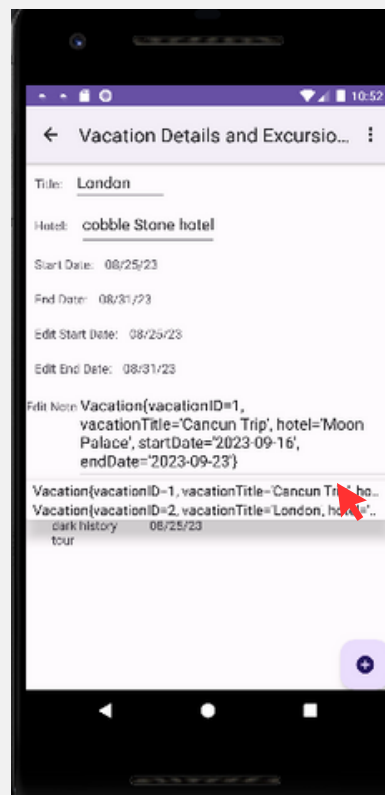 10:52
Vacation Details and Excursio...
Title: London
Hotel: cobble Stone hotel
Start Date: 08/25/23
End Date: 08/31/23
Edit Start Date: 08/25/23
Edit End Date: 08/31/23
Edit Note Vacation{vacationID=1,
vacationTitle='Cancun Trip', hotel='Moon
Palace', startDate='2023-09-16',
endDate='2023-09-23'}
Vacation{vacationID=1, vacationTitle='Cancun Trip' ho...
Vacation{vacationID=2, vacationTitle='London, hotel='...
dark history 08/25/23
tour